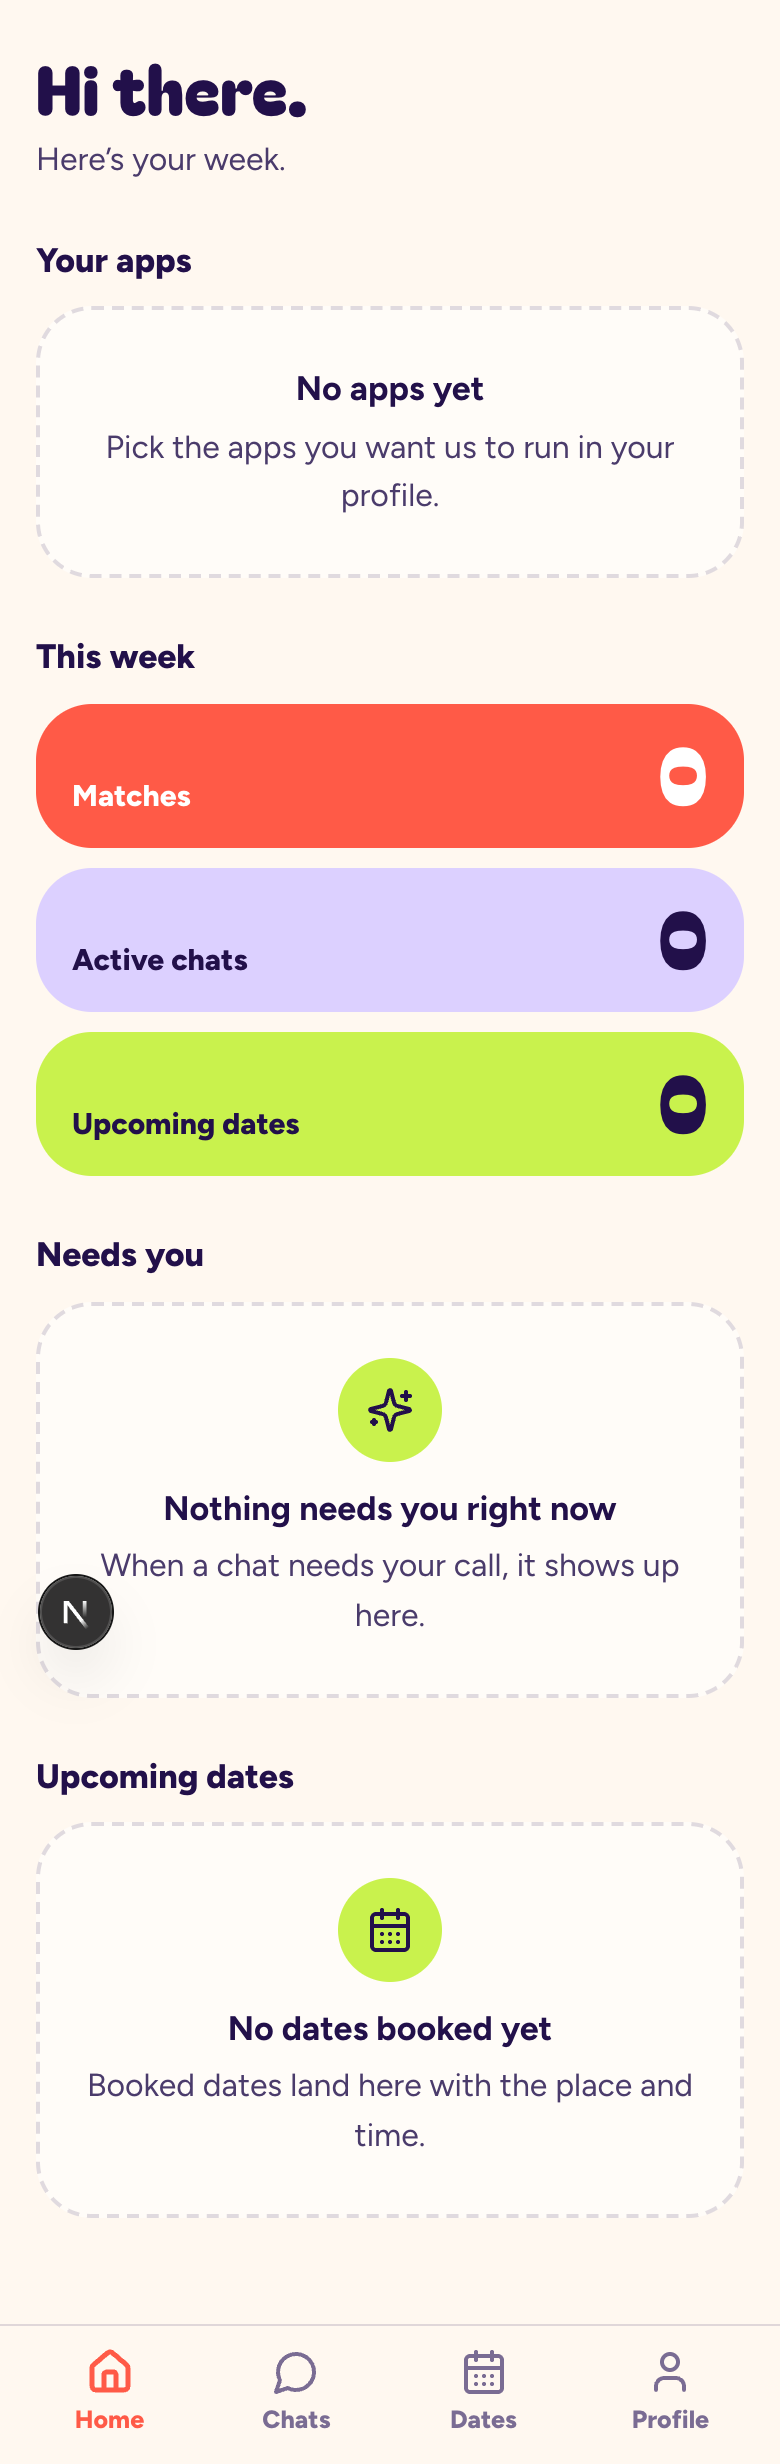 Hi there.
Here’s your week.
Your apps
No apps yet
Pick the apps you want us to run in your
profile.
This week
Matches 0
Active chats 0
Upcoming dates 0
Needs you
Nothing needs you right now
When a chat needs your call, it shows up
here.
N
Upcoming dates
No dates booked yet
Booked dates land here with the place and
time.
Home Chats Dates Profile